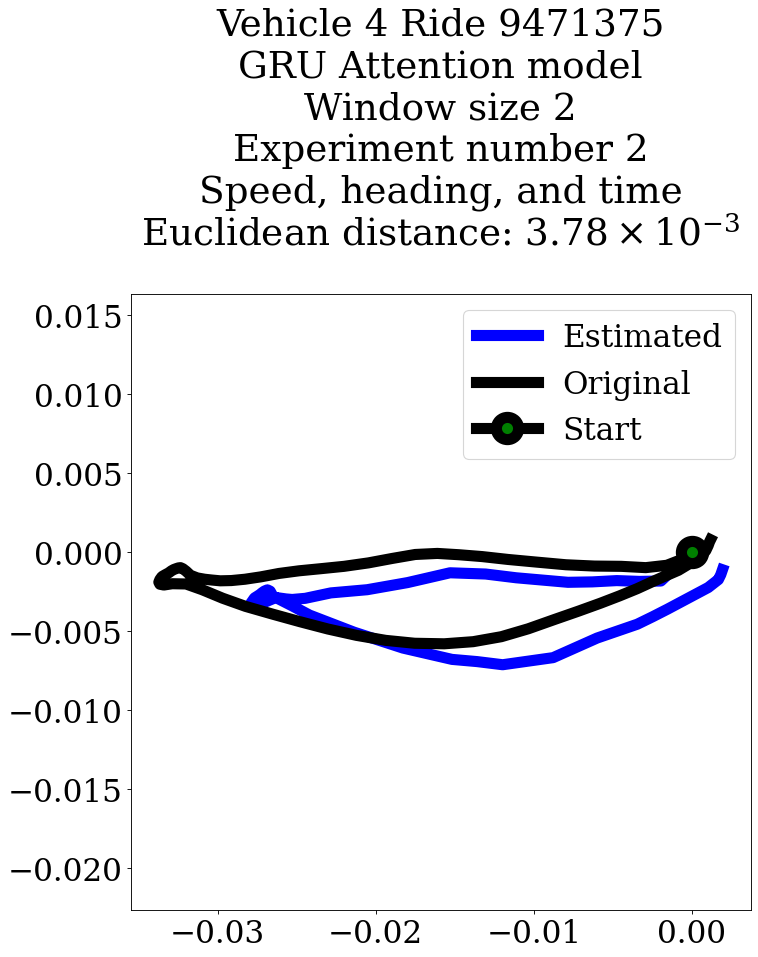 Vehicle 4 Ride 9471375
GRU Attention model
Window size 2
Experiment number 2
Speed, heading, and time
Euclidean distance: 3.78 × 10⁻³
Estimated
Original
Start
0.015
0.010
0.005
0.000
−0.005
−0.010
−0.015
−0.020
−0.03 −0.02 −0.01 0.00